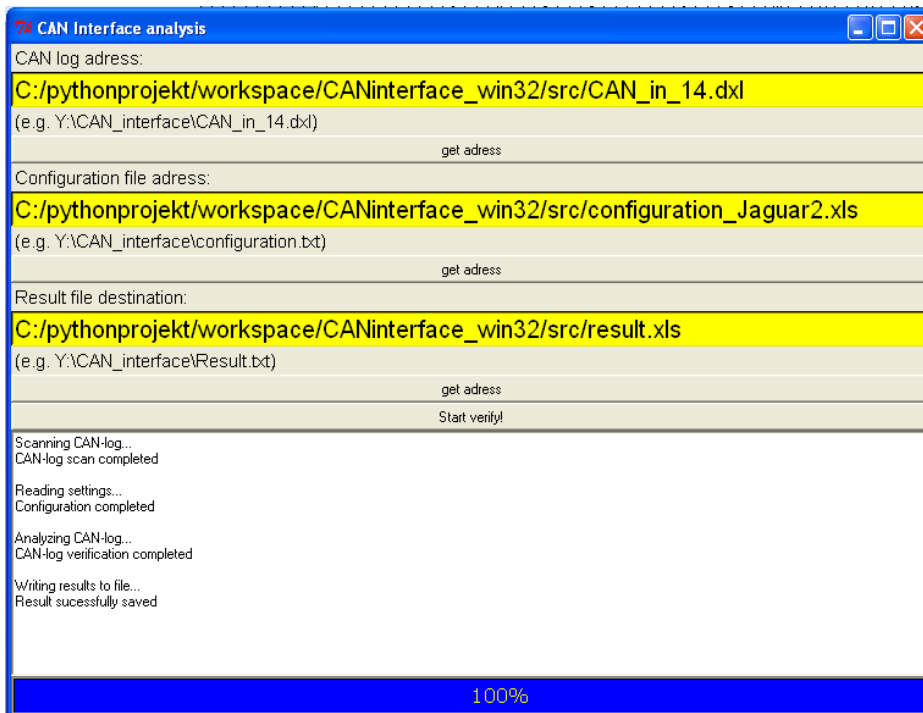 CAN Interface analysis
CAN log adress:
C:/pythonprojekt/workspace/CANinterface_win32/src/CAN_in_14.dxl
(e.g. Y:\CAN_interface\CAN_in_14.dxl)
get adress
Configuration file adress:
C:/pythonprojekt/workspace/CANinterface_win32/src/configuration_Jaguar2.xls
(e.g. Y:\CAN_interface\configuration.txt)
get adress
Result file destination:
C:/pythonprojekt/workspace/CANinterface_win32/src/result.xls
(e.g. Y:\CAN_interface\Result.txt)
get adress
Start verify!
Scanning CAN-log...
CAN-log scan completed
Reading settings...
Configuration completed
Analyzing CAN-log...
CAN-log verification completed
Writing results to file...
Result sucessfully saved
100%